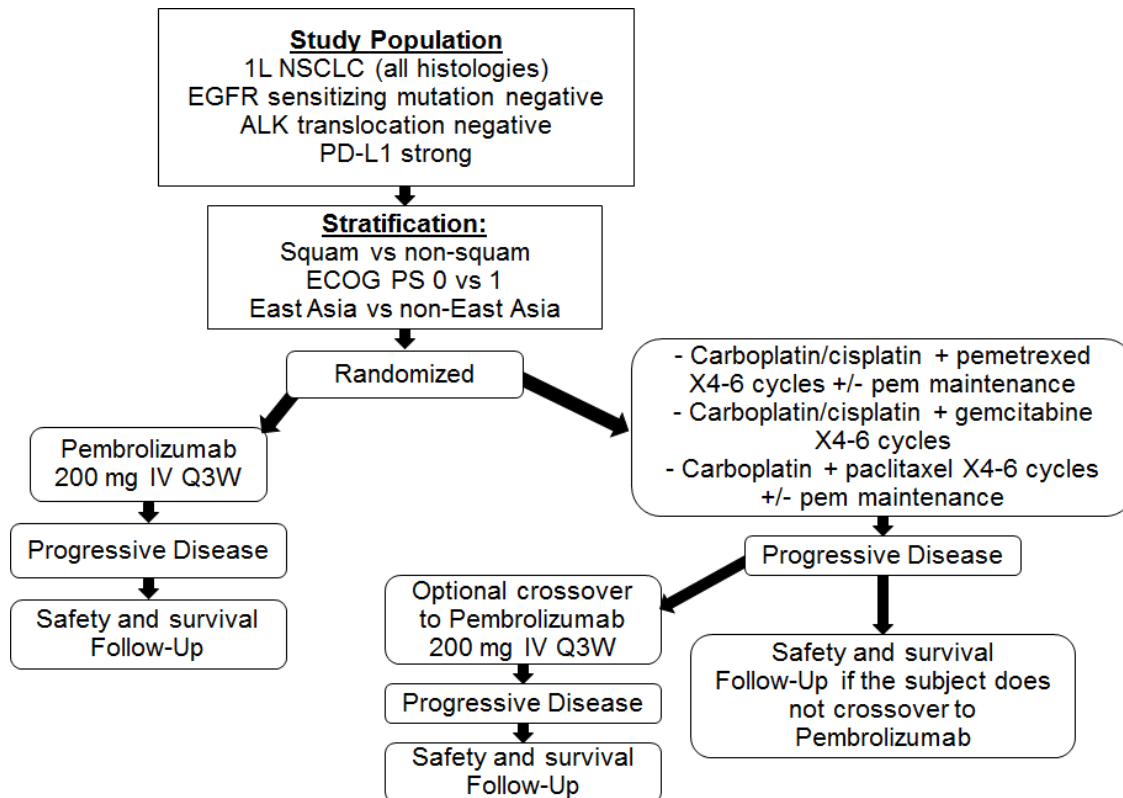 Study Population
1L NSCLC (all histologies)
EGFR sensitizing mutation negative
ALK translocation negative
PD-L1 strong
Stratification:
Squam vs non-squam
ECOG PS 0 vs 1
East Asia vs non-East Asia
Randomized
Pembrolizumab
200 mg IV Q3W
Progressive Disease
Safety and survival
Follow-Up
- Carboplatin/cisplatin + pemetrexed
X4-6 cycles +/- pem maintenance
- Carboplatin/cisplatin + gemcitabine
X4-6 cycles
- Carboplatin + paclitaxel X4-6 cycles
+/- pem maintenance
Progressive Disease
Optional crossover
to Pembrolizumab
200 mg IV Q3W
Progressive Disease
Safety and survival
Follow-Up
Safety and survival
Follow-Up if the subject does
not crossover to
Pembrolizumab